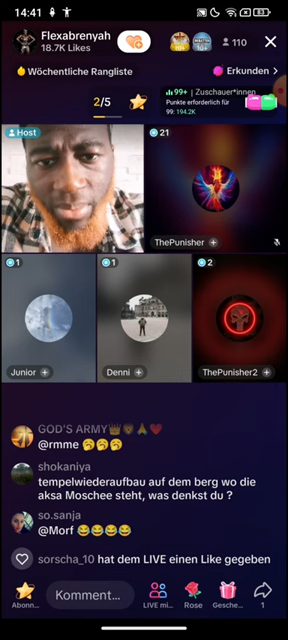 14:41
83
Flexabrenyah
18.7K Likes
110
Wöchentliche Rangliste
Erkunden >
2/5
99+ | Zuschauer*innen
Punkte erforderlich für
99: 194.2K
Host
21
ThePunisher +
1
Junior +
1
Denni +
2
ThePunisher2 +
GOD'S ARMY
@rmme 🥱🥱🥱
shokaniya
tempelwiederaufbau auf dem berg wo die
aksa Moschee steht, was denkst du ?
so.sanja
@Morf 😂😂😂😂
sorscha_10 hat dem LIVE einen Like gegeben
Abonn...
Komment...
LIVE mi...
Rose
Gesche...
1